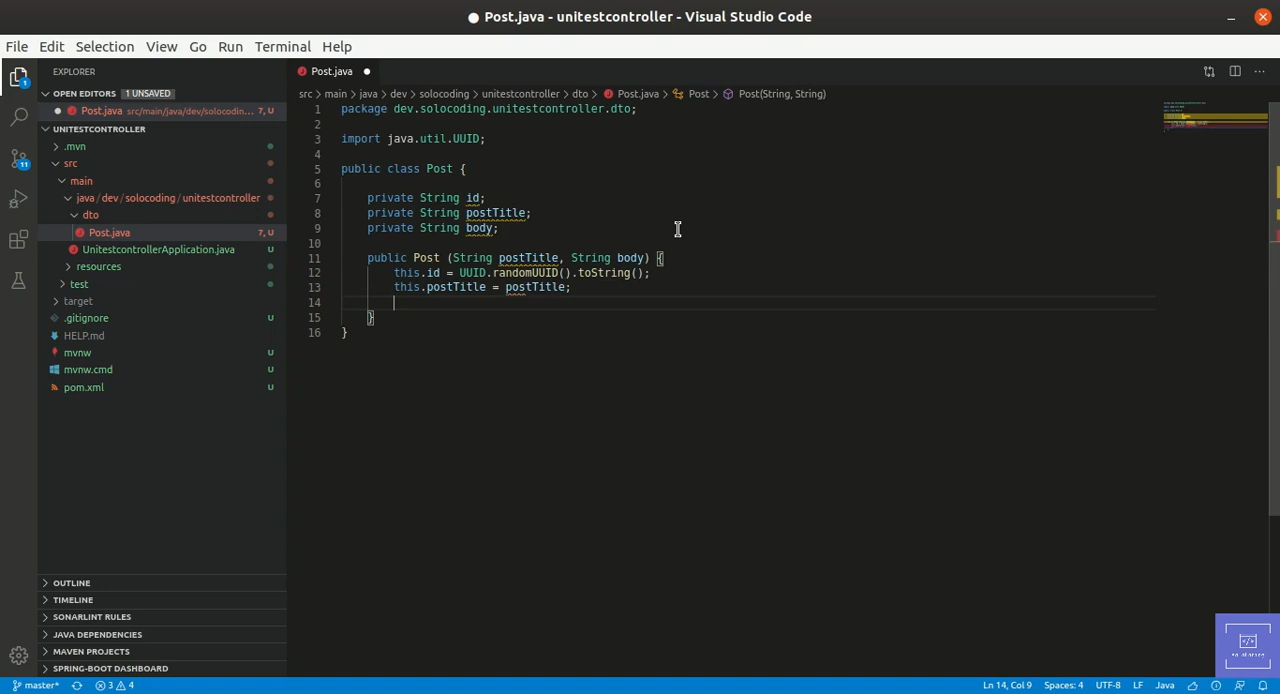 ● Post.java - unitestcontroller - Visual Studio Code
File Edit Selection View Go Run Terminal Help
EXPLORER
OPEN EDITORS 1 UNSAVED
Post.java src/main/java/dev/solocodin... 7, U
UNITESTCONTROLLER
.mvn
src
main
java / dev / solocoding / unitestcontroller
dto
Post.java 7, U
UnitestcontrollerApplication.java
resources
test
target
.gitignore U
HELP.md
mvnw U
mvnw.cmd U
pom.xml U
OUTLINE
TIMELINE
SONARLINT RULES
JAVA DEPENDENCIES
MAVEN PROJECTS
SPRING-BOOT DASHBOARD
1
11
Post.java
src > main > java > dev > solocoding > unitestcontroller > dto > Post.java > Post > Post(String, String)
1 package dev.solocoding.unitestcontroller.dto;
2
3 import java.util.UUID;
4
5 public class Post {
6
7 private String id;
8 private String postTitle;
9 private String body;
10
11 public Post (String postTitle, String body) {
12 this.id = UUID.randomUUID().toString();
13 this.postTitle = postTitle;
14
15 }
16 }
master* 3 4 Ln 14, Col 9 Spaces: 4 UTF-8 LF Java